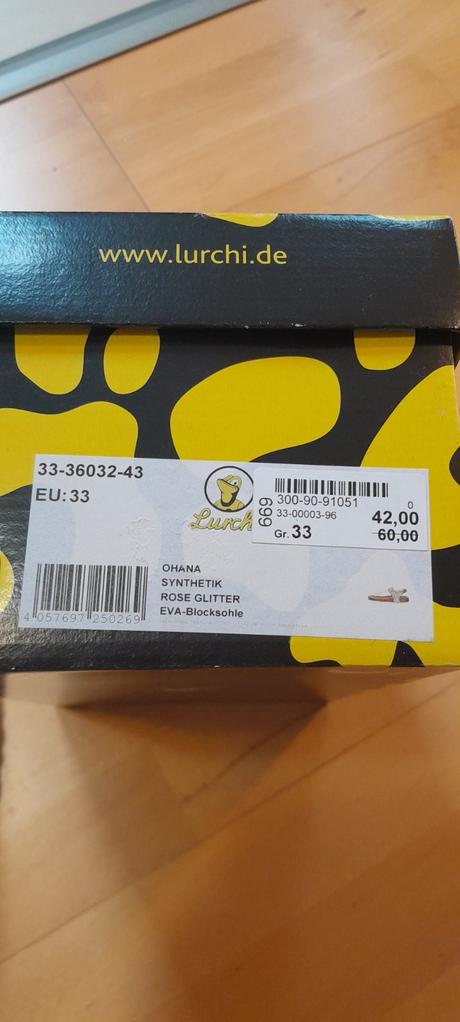 www.lurchi.de
33-36032-43
EU: 33
Lurch
669
300-90-91051
0
33-00003-96
42,00
Gr. 33
60,00
OHANA
SYNTHETIK
ROSE GLITTER
EVA-Blocksohle
4 057697 250269